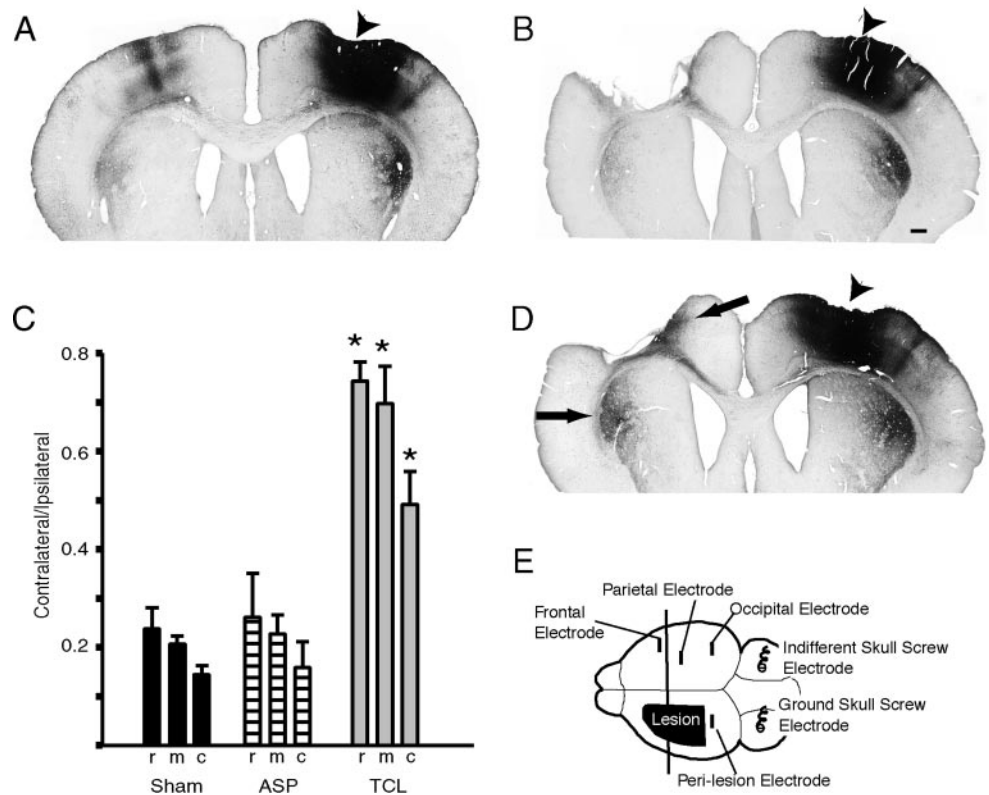 A
B
C
Contralateral/Ipsilateral
0.8
0.6
0.4
0.2
* * *
r m c r m c r m c
Sham ASP TCL
D
E
Parietal Electrode
Frontal
Electrode
Occipital Electrode
Indifferent Skull Screw
Electrode
Ground Skull Screw
Electrode
Lesion
Peri-lesion Electrode